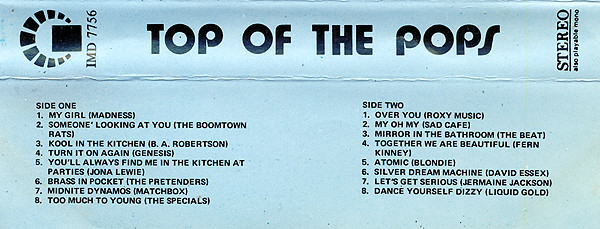 IMD 7756
TOP OF THE POPS
STEREO
also playable mono
SIDE ONE
1. MY GIRL (MADNESS)
2. SOMEONE' LOOKING AT YOU (THE BOOMTOWN
RATS)
3. KOOL IN THE KITCHEN (B. A. ROBERTSON)
4. TURN IT ON AGAIN (GENESIS)
5. YOU'LL ALWAYS FIND ME IN THE KITCHEN AT
PARTIES (JONA LEWIE)
6. BRASS IN POCKET (THE PRETENDERS)
7. MIDNITE DYNAMOS (MATCHBOX)
8. TOO MUCH TO YOUNG (THE SPECIALS)
SIDE TWO
1. OVER YOU (ROXY MUSIC)
2. MY OH MY (SAD CAFE)
3. MIRROR IN THE BATHROOM (THE BEAT)
4. TOGETHER WE ARE BEAUTIFUL (FERN
KINNEY)
5. ATOMIC (BLONDIE)
6. SILVER DREAM MACHINE (DAVID ESSEX)
7. LET'S GET SERIOUS (JERMAINE JACKSON)
8. DANCE YOURSELF DIZZY (LIQUID GOLD)